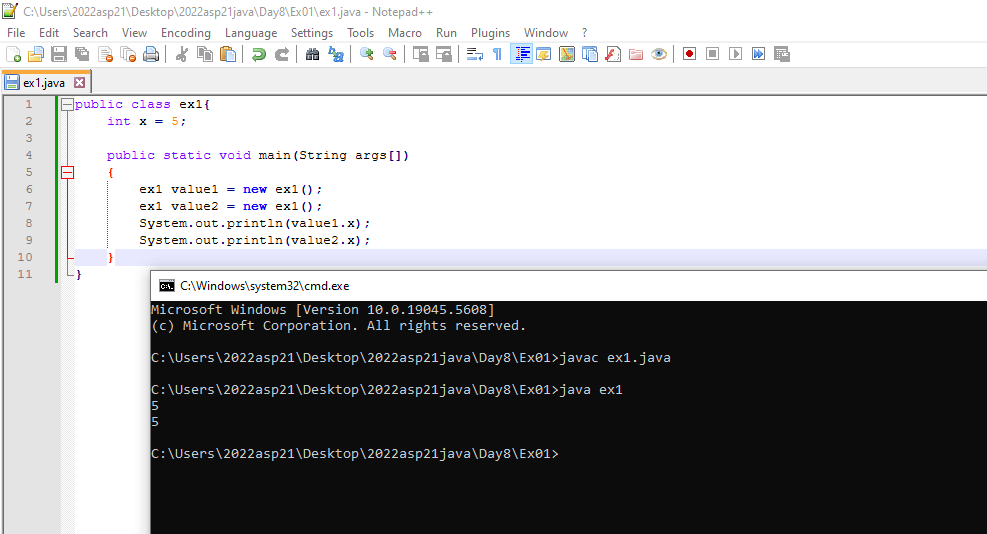 C:\Users\2022asp21\Desktop\2022asp21java\Day8\Ex01\ex1.java - Notepad++
File Edit Search View Encoding Language Settings Tools Macro Run Plugins Window ?
ex1.java
1 public class ex1{
2 int x = 5;
3
4 public static void main(String args[])
5 {
6 ex1 value1 = new ex1();
7 ex1 value2 = new ex1();
8 System.out.println(value1.x);
9 System.out.println(value2.x);
10 }
11 }
C:\Windows\system32\cmd.exe
Microsoft Windows [Version 10.0.19045.5608]
(c) Microsoft Corporation. All rights reserved.
C:\Users\2022asp21\Desktop\2022asp21java\Day8\Ex01>javac ex1.java
C:\Users\2022asp21\Desktop\2022asp21java\Day8\Ex01>java ex1
5
5
C:\Users\2022asp21\Desktop\2022asp21java\Day8\Ex01>